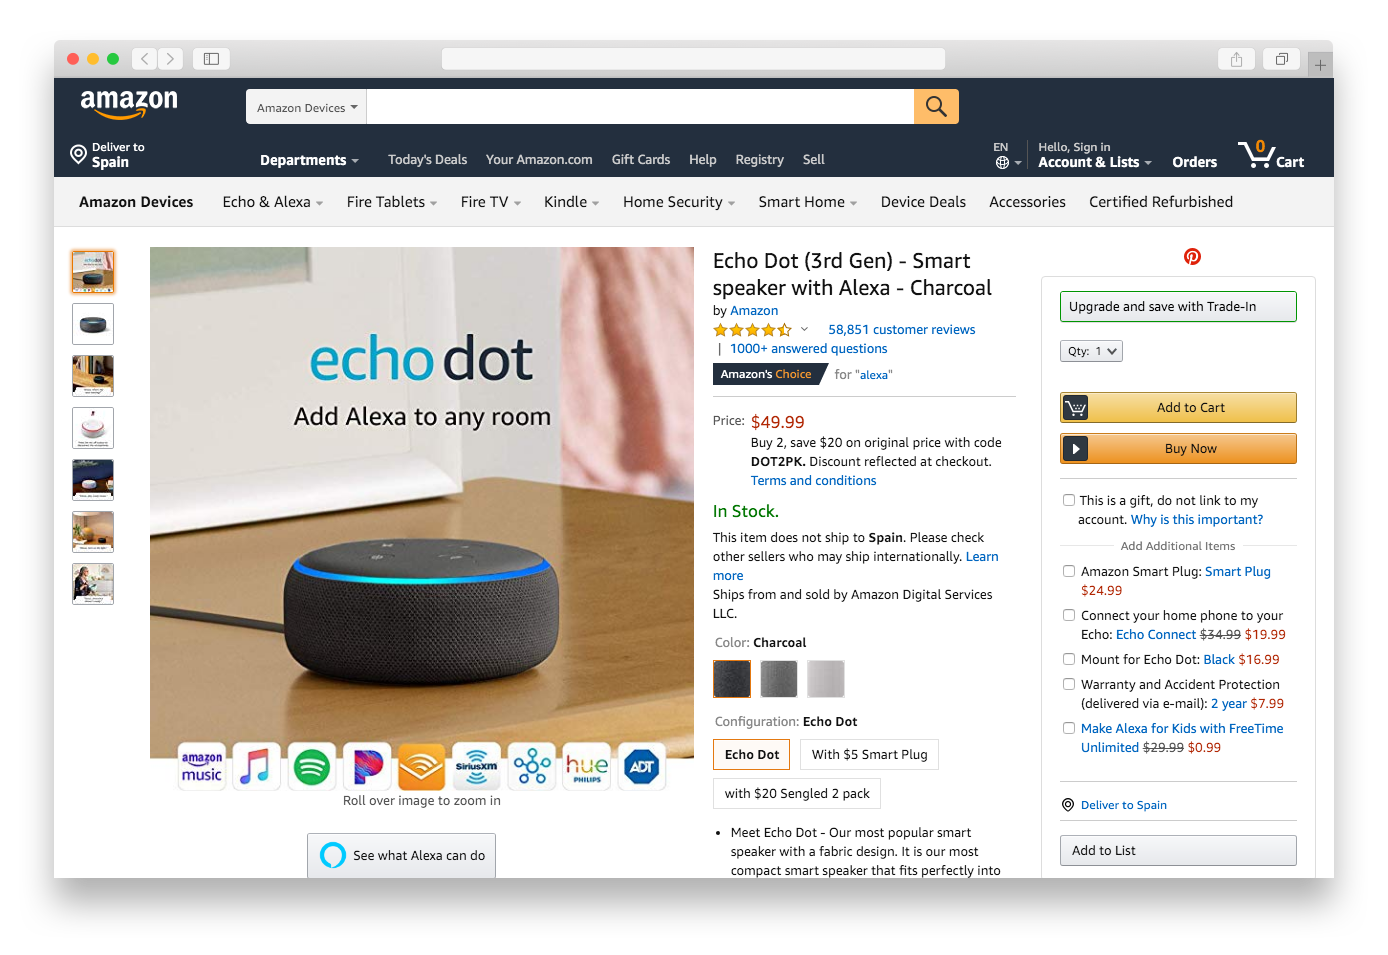 amazon
Amazon Devices
Deliver to
Spain
Departments
Today's Deals
Your Amazon.com
Gift Cards
Help
Registry
Sell
EN
Hello, Sign in
Account & Lists
Orders
0
Cart
Amazon Devices
Echo & Alexa
Fire Tablets
Fire TV
Kindle
Home Security
Smart Home
Device Deals
Accessories
Certified Refurbished
echo dot
Add Alexa to any room
amazon
music
SiriusXM
hue
PHILIPS
ADT
Roll over image to zoom in
See what Alexa can do
Echo Dot (3rd Gen) - Smart
speaker with Alexa - Charcoal
by Amazon
58,851 customer reviews
| 1000+ answered questions
Amazon's Choice for "alexa"
Price: $49.99
Buy 2, save $20 on original price with code
DOT2PK. Discount reflected at checkout.
Terms and conditions
In Stock.
This item does not ship to Spain. Please check
other sellers who may ship internationally. Learn
more
Ships from and sold by Amazon Digital Services
LLC.
Color: Charcoal
Configuration: Echo Dot
Echo Dot
With $5 Smart Plug
with $20 Sengled 2 pack
• Meet Echo Dot - Our most popular smart
speaker with a fabric design. It is our most
compact smart speaker that fits perfectly into
Upgrade and save with Trade-In
Qty: 1
Add to Cart
Buy Now
This is a gift, do not link to my
account. Why is this important?
Add Additional Items
Amazon Smart Plug: Smart Plug
$24.99
Connect your home phone to your
Echo: Echo Connect $34.99 $19.99
Mount for Echo Dot: Black $16.99
Warranty and Accident Protection
(delivered via e-mail): 2 year $7.99
Make Alexa for Kids with FreeTime
Unlimited $29.99 $0.99
Deliver to Spain
Add to List